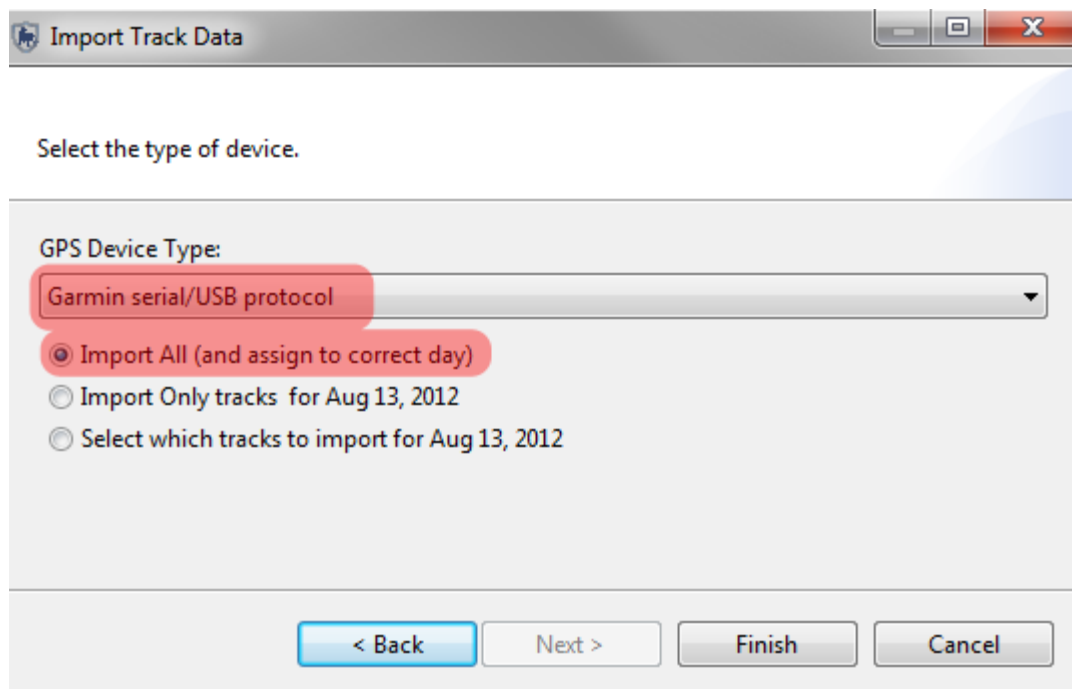 Import Track Data
Select the type of device.
GPS Device Type:
Garmin serial/USB protocol
Import All (and assign to correct day)
Import Only tracks for Aug 13, 2012
Select which tracks to import for Aug 13, 2012
< Back Next > Finish Cancel